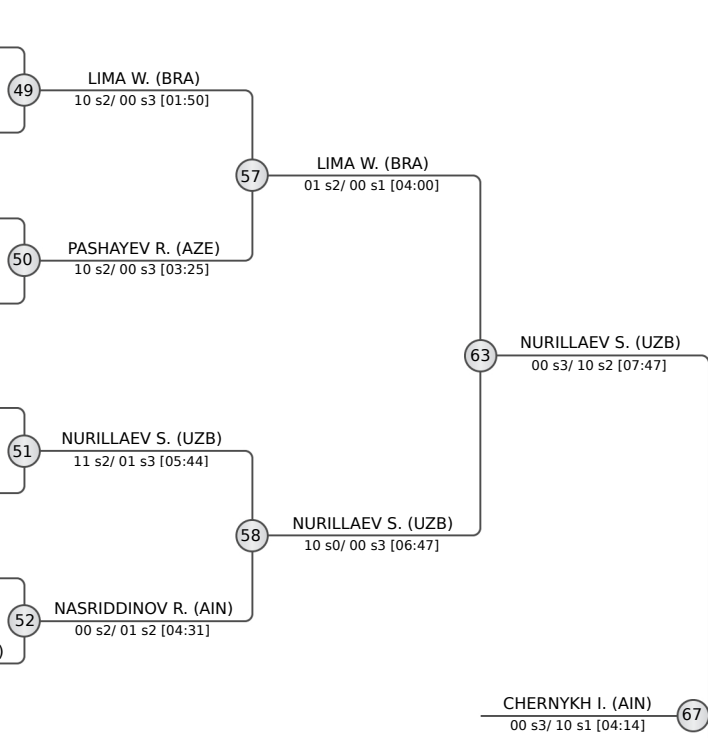 LIMA W. (BRA)
49
10 s2/ 00 s3 [01:50]
LIMA W. (BRA)
57
01 s2/ 00 s1 [04:00]
PASHAYEV R. (AZE)
50
10 s2/ 00 s3 [03:25]
NURILLAEV S. (UZB)
63
00 s3/ 10 s2 [07:47]
NURILLAEV S. (UZB)
51
11 s2/ 01 s3 [05:44]
NURILLAEV S. (UZB)
58
10 s0/ 00 s3 [06:47]
NASRIDDINOV R. (AIN)
52
00 s2/ 01 s2 [04:31]
)
CHERNYKH I. (AIN)
67
00 s3/ 10 s1 [04:14]